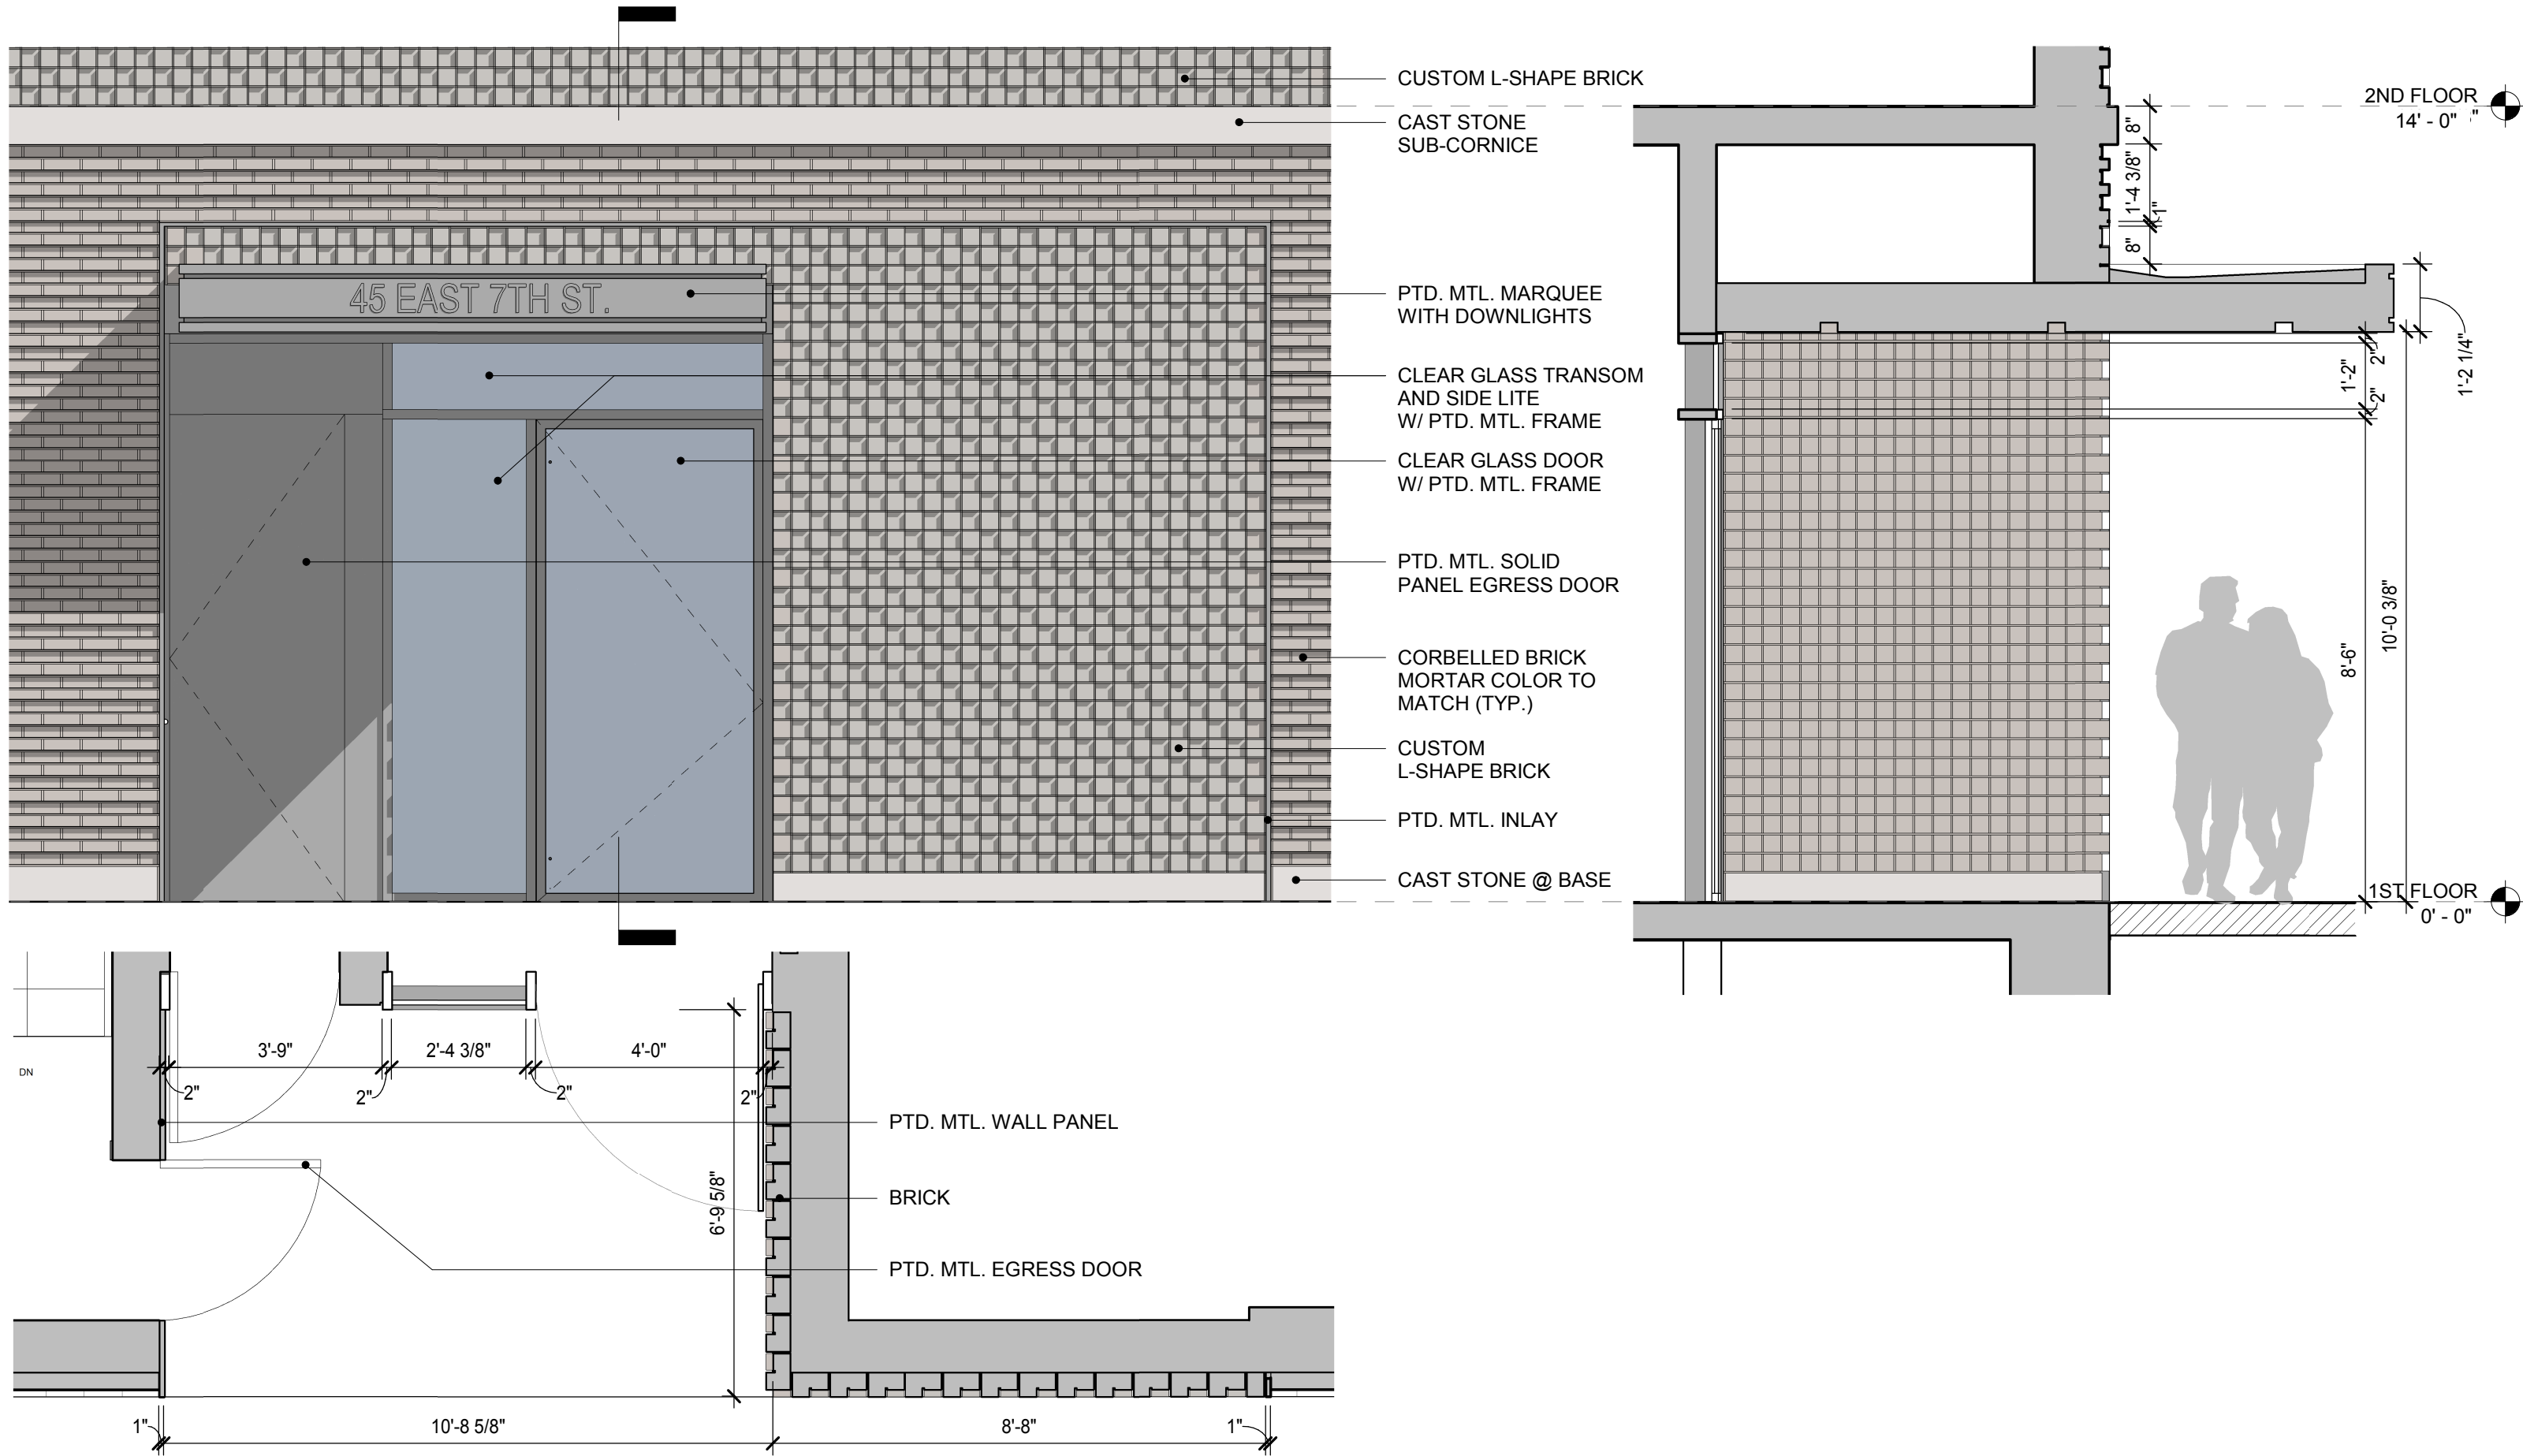 CUSTOM L-SHAPE BRICK
CAST STONE
SUB-CORNICE
45 EAST 7TH ST.
PTD. MTL. MARQUEE
WITH DOWNLIGHTS
CLEAR GLASS TRANSOM
AND SIDE LITE
W/ PTD. MTL. FRAME
CLEAR GLASS DOOR
W/ PTD. MTL. FRAME
PTD. MTL. SOLID
PANEL EGRESS DOOR
CORBELLED BRICK
MORTAR COLOR TO
MATCH (TYP.)
CUSTOM
L-SHAPE BRICK
PTD. MTL. INLAY
CAST STONE @ BASE
2ND FLOOR
14' - 0"
8"
1'-4 3/8"
1"
8"
1'-2 1/4"
2"
1'-2"
2"
10'-0 3/8"
8'-6"
1ST FLOOR
0' - 0"
DN
3'-9"
2'-4 3/8"
4'-0"
2"
2"
2"
2"
PTD. MTL. WALL PANEL
6'-9 5/8"
BRICK
PTD. MTL. EGRESS DOOR
1"
10'-8 5/8"
8'-8"
1"